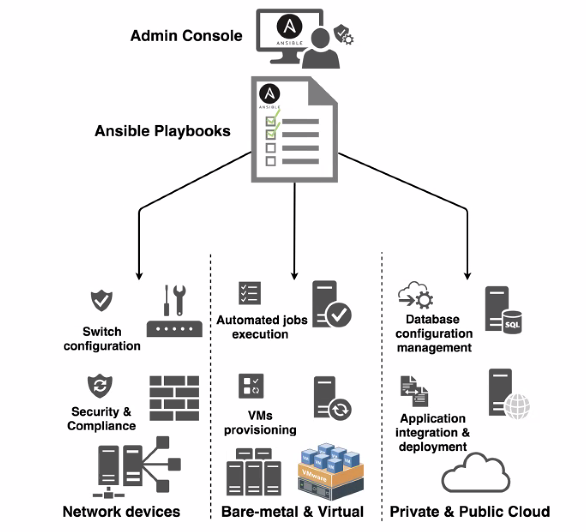 Admin Console
ANSIBLE
Ansible Playbooks
ANSIBLE
Switch
configuration
Automated jobs
execution
Database
configuration
management
SQL
Security &
Compliance
VMs
provisioning
Application
integration &
deployment
VMware
Network devices
Bare-metal & Virtual
Private & Public Cloud